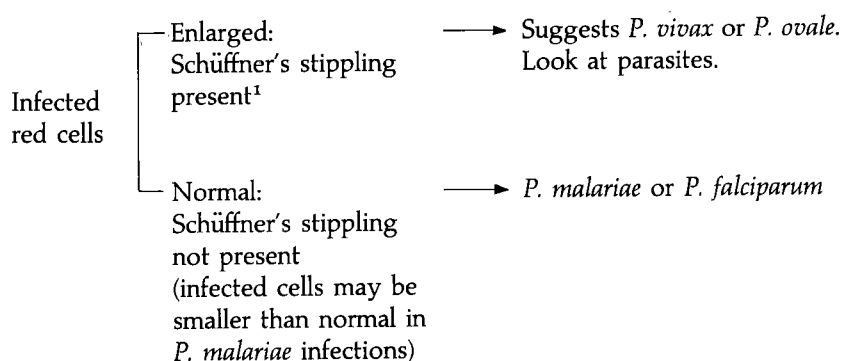 Infected
red cells
Enlarged:
Schüffner's stippling
present¹
Suggests P. vivax or P. ovale.
Look at parasites.
Normal:
Schüffner's stippling
not present
(infected cells may be
smaller than normal in
P. malariae infections)
P. malariae or P. falciparum